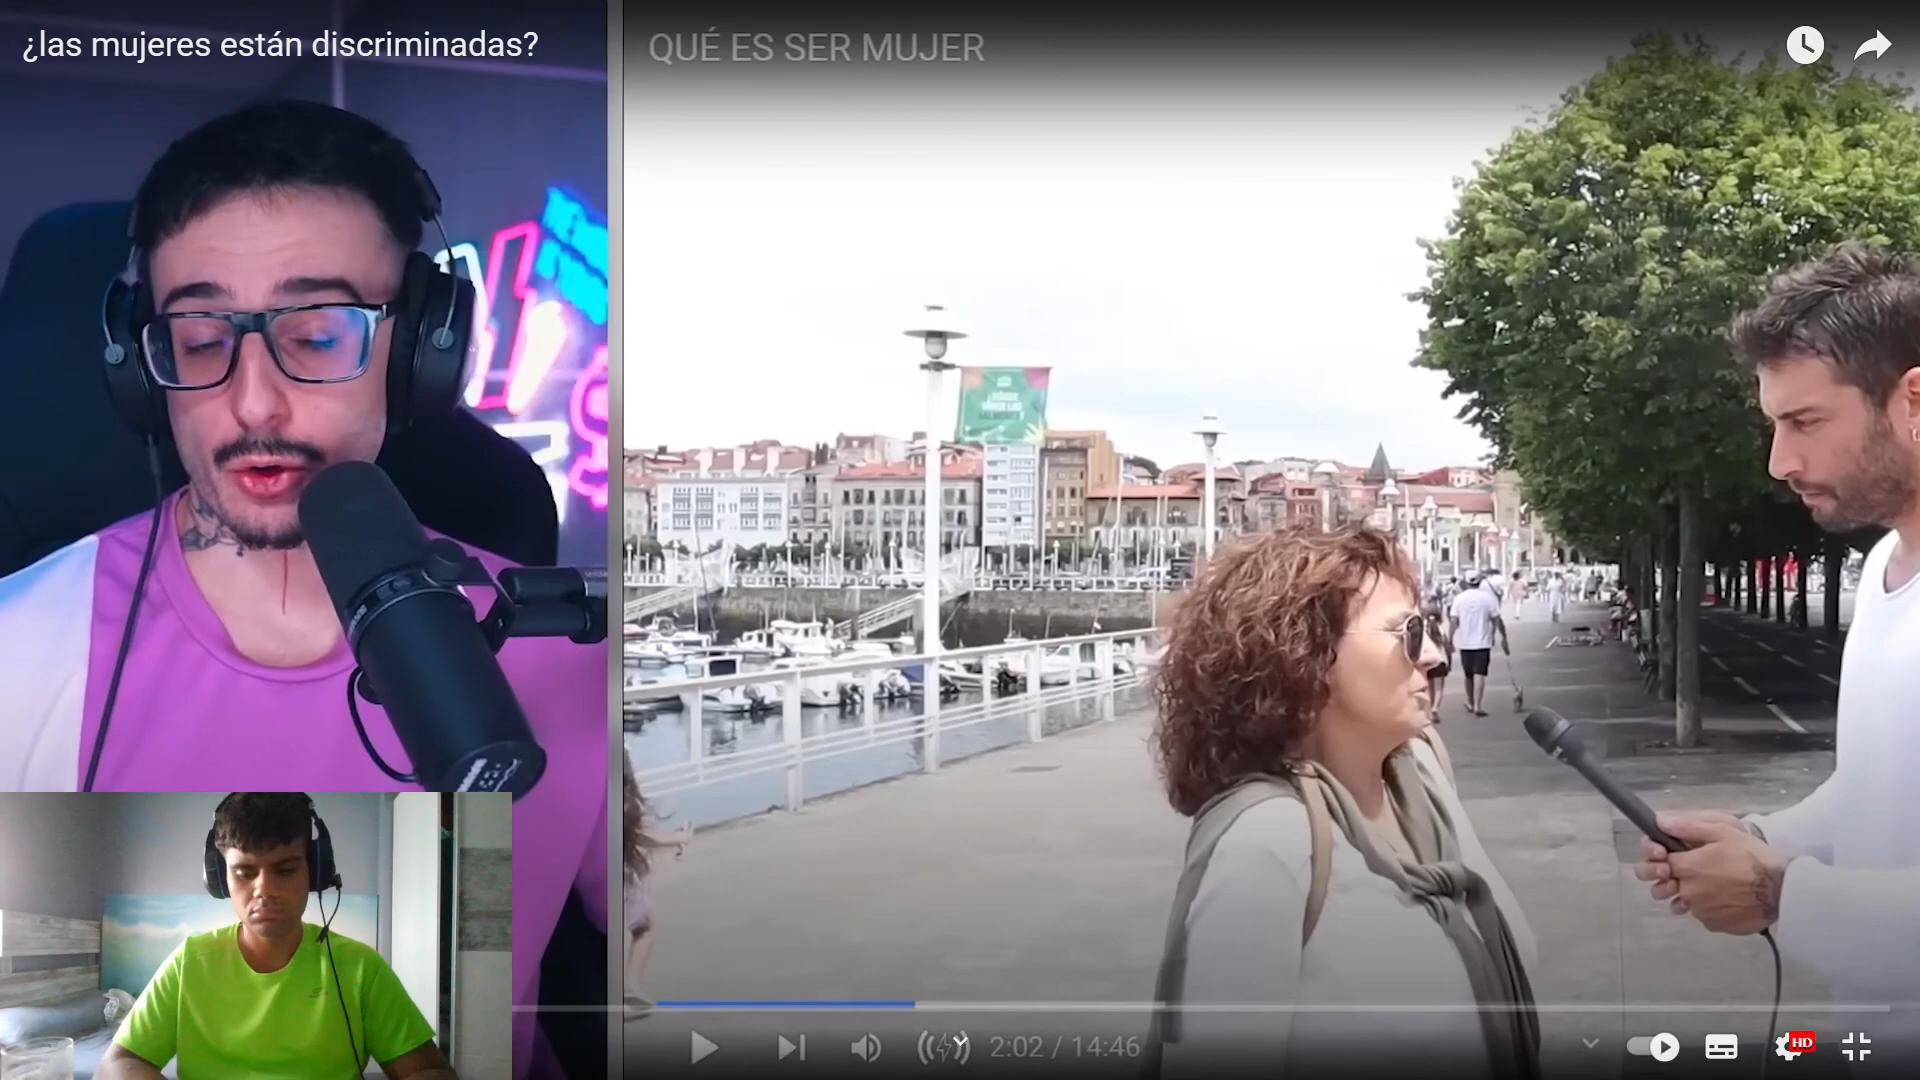 ¿las mujeres están discriminadas?
QUÉ ES SER MUJER
2:02 / 14:46
HD